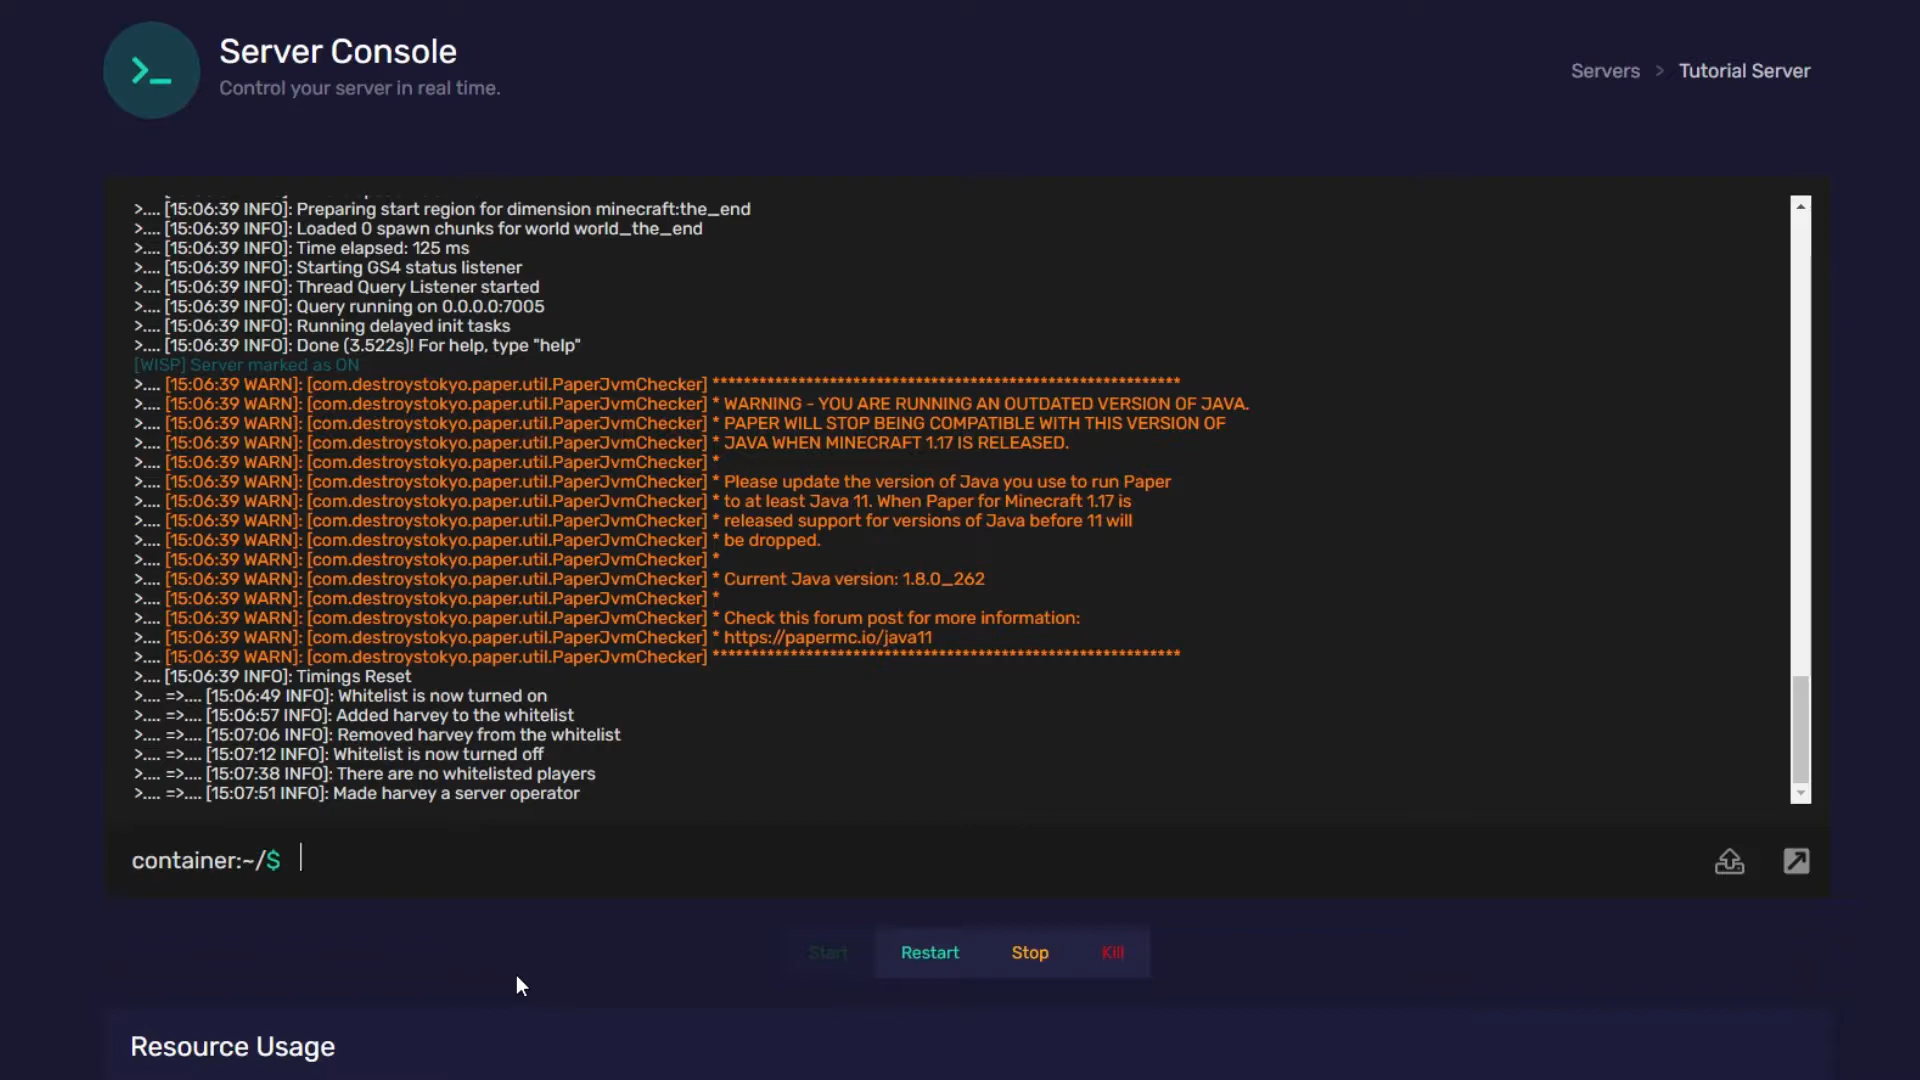 >_
Server Console
Control your server in real time.
Servers > Tutorial Server
>.... [15:06:39 INFO]: Preparing start region for dimension minecraft:the_end
>.... [15:06:39 INFO]: Loaded 0 spawn chunks for world world_the_end
>.... [15:06:39 INFO]: Time elapsed: 125 ms
>.... [15:06:39 INFO]: Starting GS4 status listener
>.... [15:06:39 INFO]: Thread Query Listener started
>.... [15:06:39 INFO]: Query running on 0.0.0.0:7005
>.... [15:06:39 INFO]: Running delayed init tasks
>.... [15:06:39 INFO]: Done (3.522s)! For help, type "help"
[WISP] Server marked as ON
>.... [15:06:39 WARN]: [com.destroystokyo.paper.util.PaperJvmChecker] ************************************************************
>.... [15:06:39 WARN]: [com.destroystokyo.paper.util.PaperJvmChecker] * WARNING - YOU ARE RUNNING AN OUTDATED VERSION OF JAVA.
>.... [15:06:39 WARN]: [com.destroystokyo.paper.util.PaperJvmChecker] * PAPER WILL STOP BEING COMPATIBLE WITH THIS VERSION OF
>.... [15:06:39 WARN]: [com.destroystokyo.paper.util.PaperJvmChecker] * JAVA WHEN MINECRAFT 1.17 IS RELEASED.
>.... [15:06:39 WARN]: [com.destroystokyo.paper.util.PaperJvmChecker] *
>.... [15:06:39 WARN]: [com.destroystokyo.paper.util.PaperJvmChecker] * Please update the version of Java you use to run Paper
>.... [15:06:39 WARN]: [com.destroystokyo.paper.util.PaperJvmChecker] * to at least Java 11. When Paper for Minecraft 1.17 is
>.... [15:06:39 WARN]: [com.destroystokyo.paper.util.PaperJvmChecker] * released support for versions of Java before 11 will
>.... [15:06:39 WARN]: [com.destroystokyo.paper.util.PaperJvmChecker] * be dropped.
>.... [15:06:39 WARN]: [com.destroystokyo.paper.util.PaperJvmChecker] *
>.... [15:06:39 WARN]: [com.destroystokyo.paper.util.PaperJvmChecker] * Current Java version: 1.8.0_262
>.... [15:06:39 WARN]: [com.destroystokyo.paper.util.PaperJvmChecker] *
>.... [15:06:39 WARN]: [com.destroystokyo.paper.util.PaperJvmChecker] * Check this forum post for more information:
>.... [15:06:39 WARN]: [com.destroystokyo.paper.util.PaperJvmChecker] * https://papermc.io/java11
>.... [15:06:39 WARN]: [com.destroystokyo.paper.util.PaperJvmChecker] ************************************************************
>.... [15:06:39 INFO]: Timings Reset
>.... =>.... [15:06:49 INFO]: Whitelist is now turned on
>.... =>.... [15:06:57 INFO]: Added harvey to the whitelist
>.... =>.... [15:07:06 INFO]: Removed harvey from the whitelist
>.... =>.... [15:07:12 INFO]: Whitelist is now turned off
>.... =>.... [15:07:38 INFO]: There are no whitelisted players
>.... =>.... [15:07:51 INFO]: Made harvey a server operator
container:~/$
Start Restart Stop Kill
Resource Usage